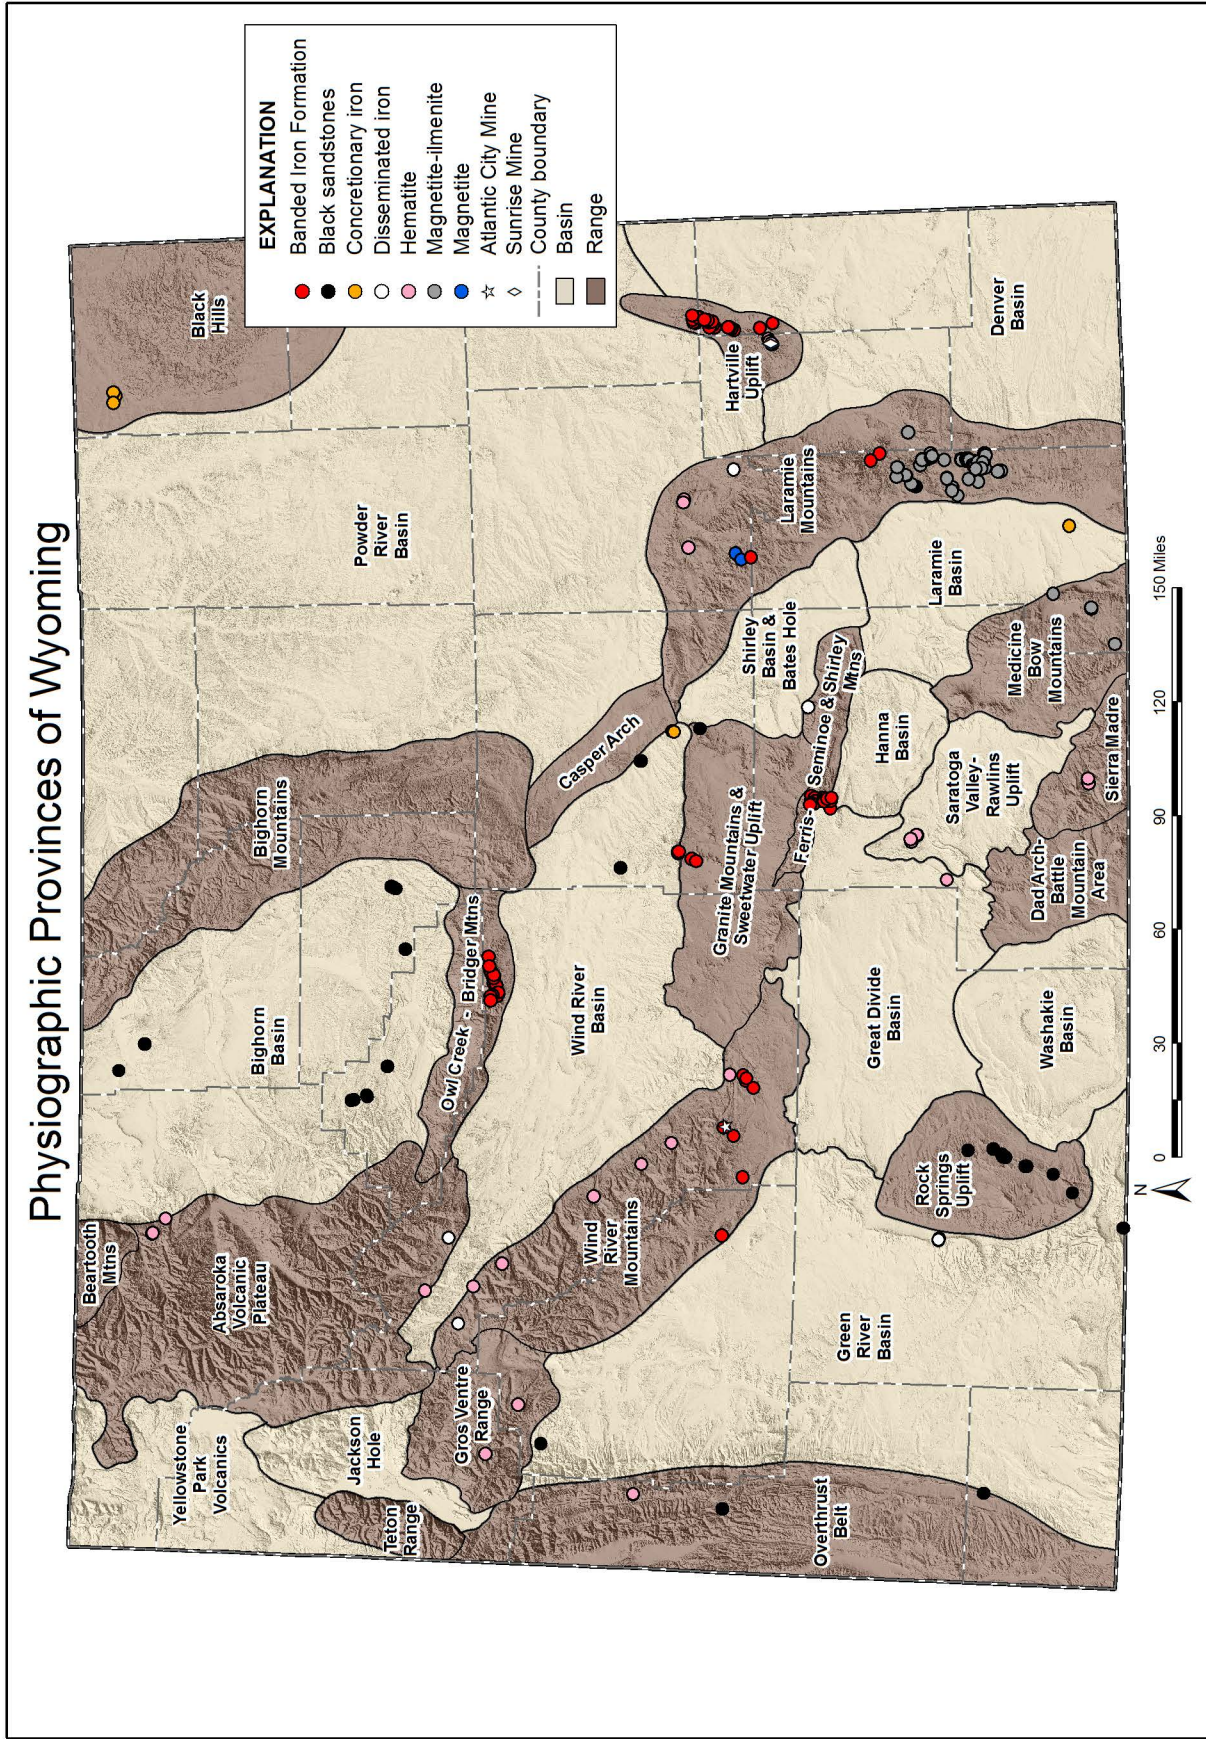 Physiographic Provinces of Wyoming
EXPLANATION
Banded Iron Formation
Black sandstones
Concretionary iron
Disseminated iron
Hematite
Magnetite-ilmenite
Magnetite
Atlantic City Mine
Sunrise Mine
County boundary
Basin
Range
Yellowstone
Park
Volcanics
Beartooth
Mtns
Absaroka
Volcanic
Plateau
Bighorn
Basin
Bighorn
Mountains
Powder
River
Basin
Black
Hills
Jackson
Hole
Teton
Range
Gros Ventre
Range
Owl Creek - Bridger Mtns
Wind
River
Mountains
Wind River
Basin
Casper Arch
Granite Mountains &
Sweetwater Uplift
Ferris-
Seminoe & Shirley
Mtns
Shirley
Basin &
Bates Hole
Laramie
Mountains
Hartville
Uplift
Overthrust
Belt
Green
River
Basin
Rock
Springs
Uplift
Great Divide
Basin
Washakie
Basin
Dad Arch-
Battle
Mountain
Area
Saratoga
Valley-
Rawlins
Uplift
Hanna
Basin
Sierra Madre
Medicine
Bow
Mountains
Laramie
Basin
Denver
Basin
N
0
30
60
90
120
150 Miles